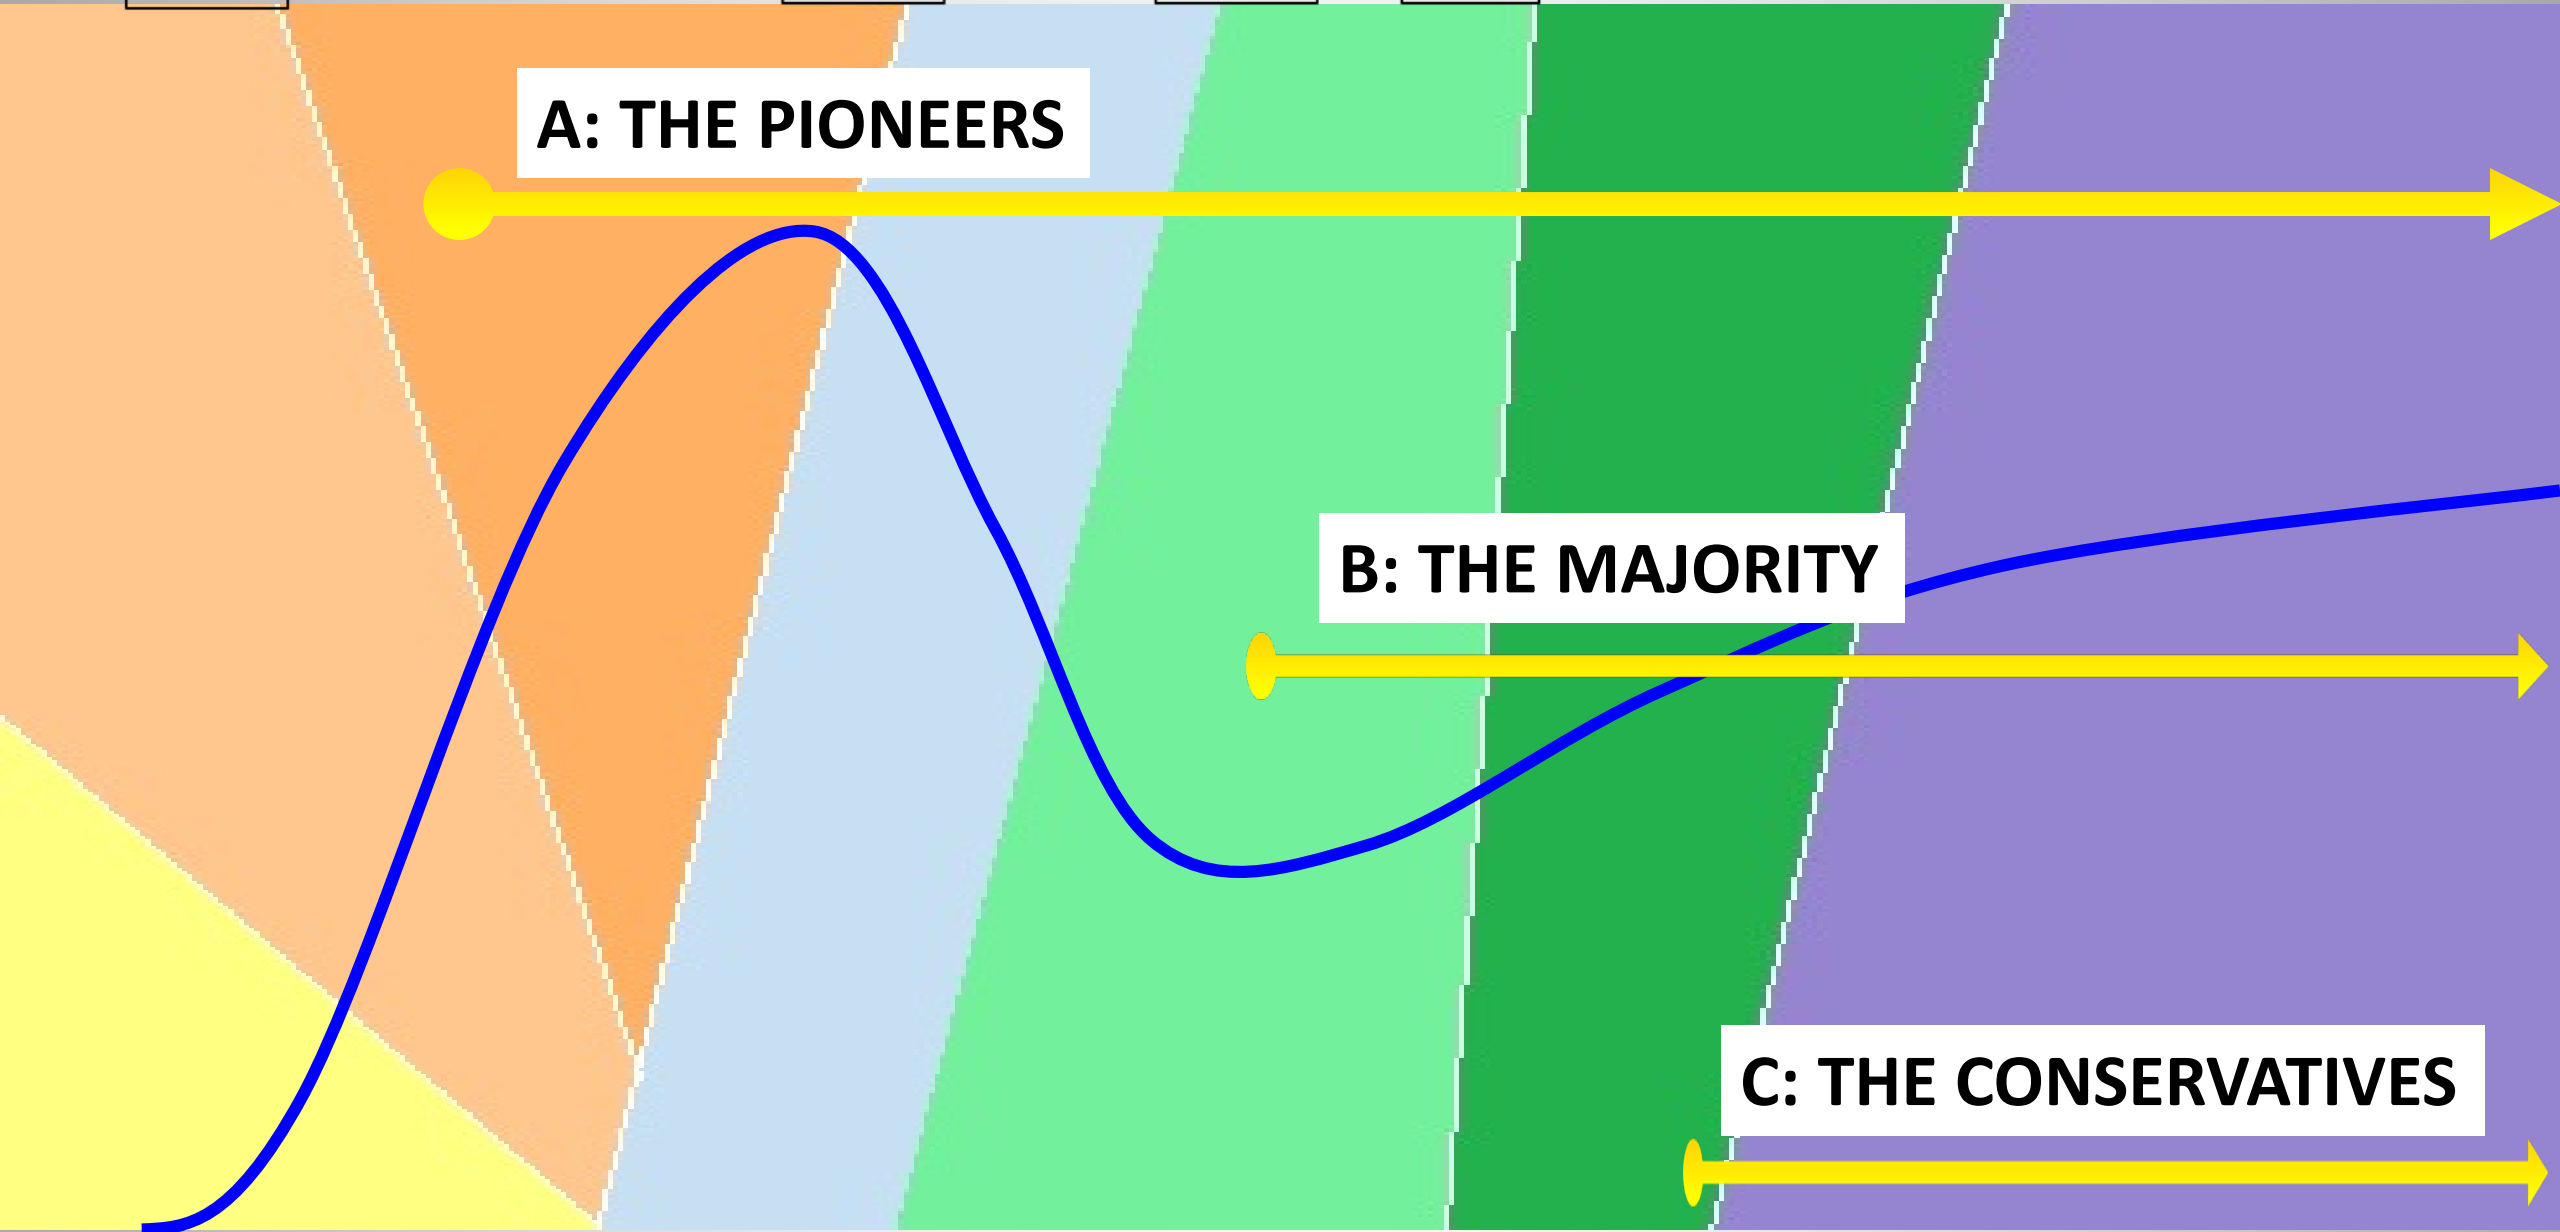 A: THE PIONEERS
B: THE MAJORITY
C: THE CONSERVATIVES